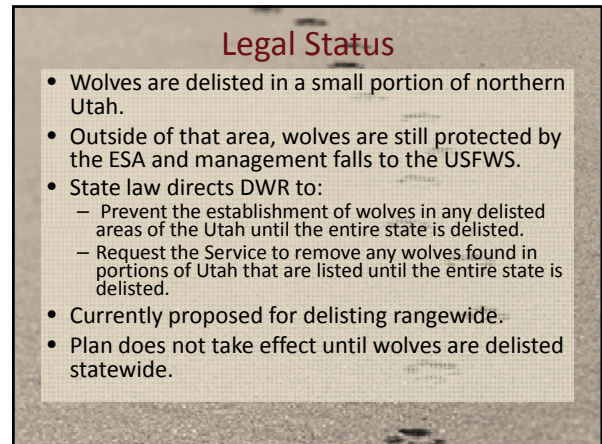 Legal Status
• Wolves are delisted in a small portion of northern
Utah.
• Outside of that area, wolves are still protected by
the ESA and management falls to the USFWS.
• State law directs DWR to:
– Prevent the establishment of wolves in any delisted
areas of the Utah until the entire state is delisted.
– Request the Service to remove any wolves found in
portions of Utah that are listed until the entire state is
delisted.
• Currently proposed for delisting rangewide.
• Plan does not take effect until wolves are delisted
statewide.